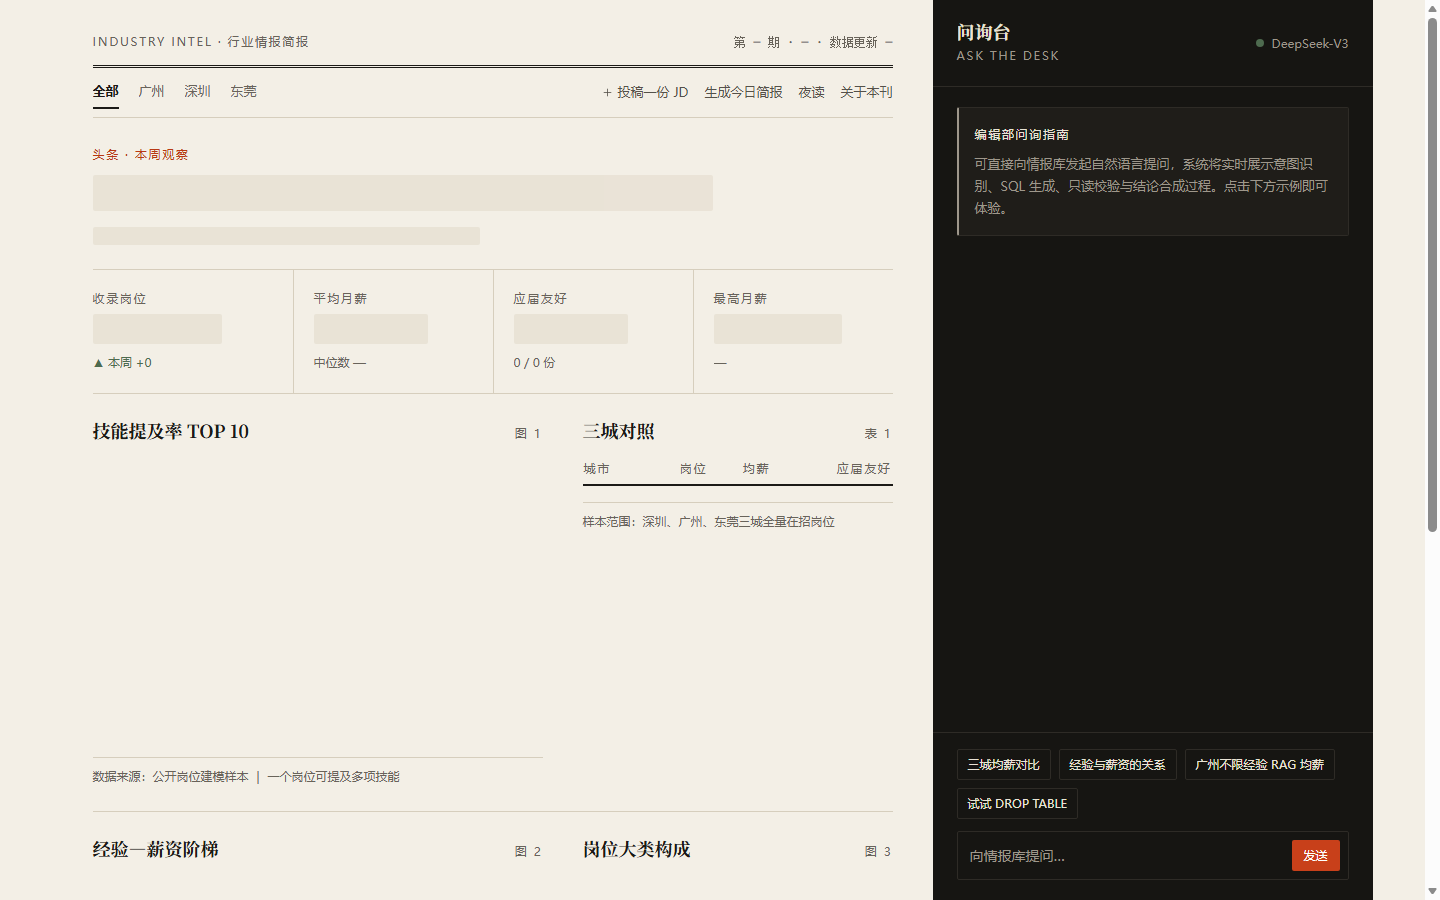 INDUSTRY INTEL · 行业情报简报
第 — 期 · — · 数据更新 —
全部 广州 深圳 东莞
+ 投稿一份 JD 生成今日简报 夜读 关于本刊
头条 · 本周观察
收录岗位
▲ 本周 +0
平均月薪
中位数 —
应届友好
0 / 0 份
最高月薪
—
技能提及率 TOP 10
图 1
数据来源：公开岗位建模样本 | 一个岗位可提及多项技能
三城对照
表 1
城市 岗位 均薪 应届友好
样本范围：深圳、广州、东莞三城全量在招岗位
经验—薪资阶梯
图 2
岗位大类构成
图 3
问询台
ASK THE DESK
DeepSeek-V3
编辑部问询指南
可直接向情报库发起自然语言提问，系统将实时展示意图识
别、SQL 生成、只读校验与结论合成过程。点击下方示例即可
体验。
三城均薪对比
经验与薪资的关系
广州不限经验 RAG 均薪
试试 DROP TABLE
向情报库提问...
发送